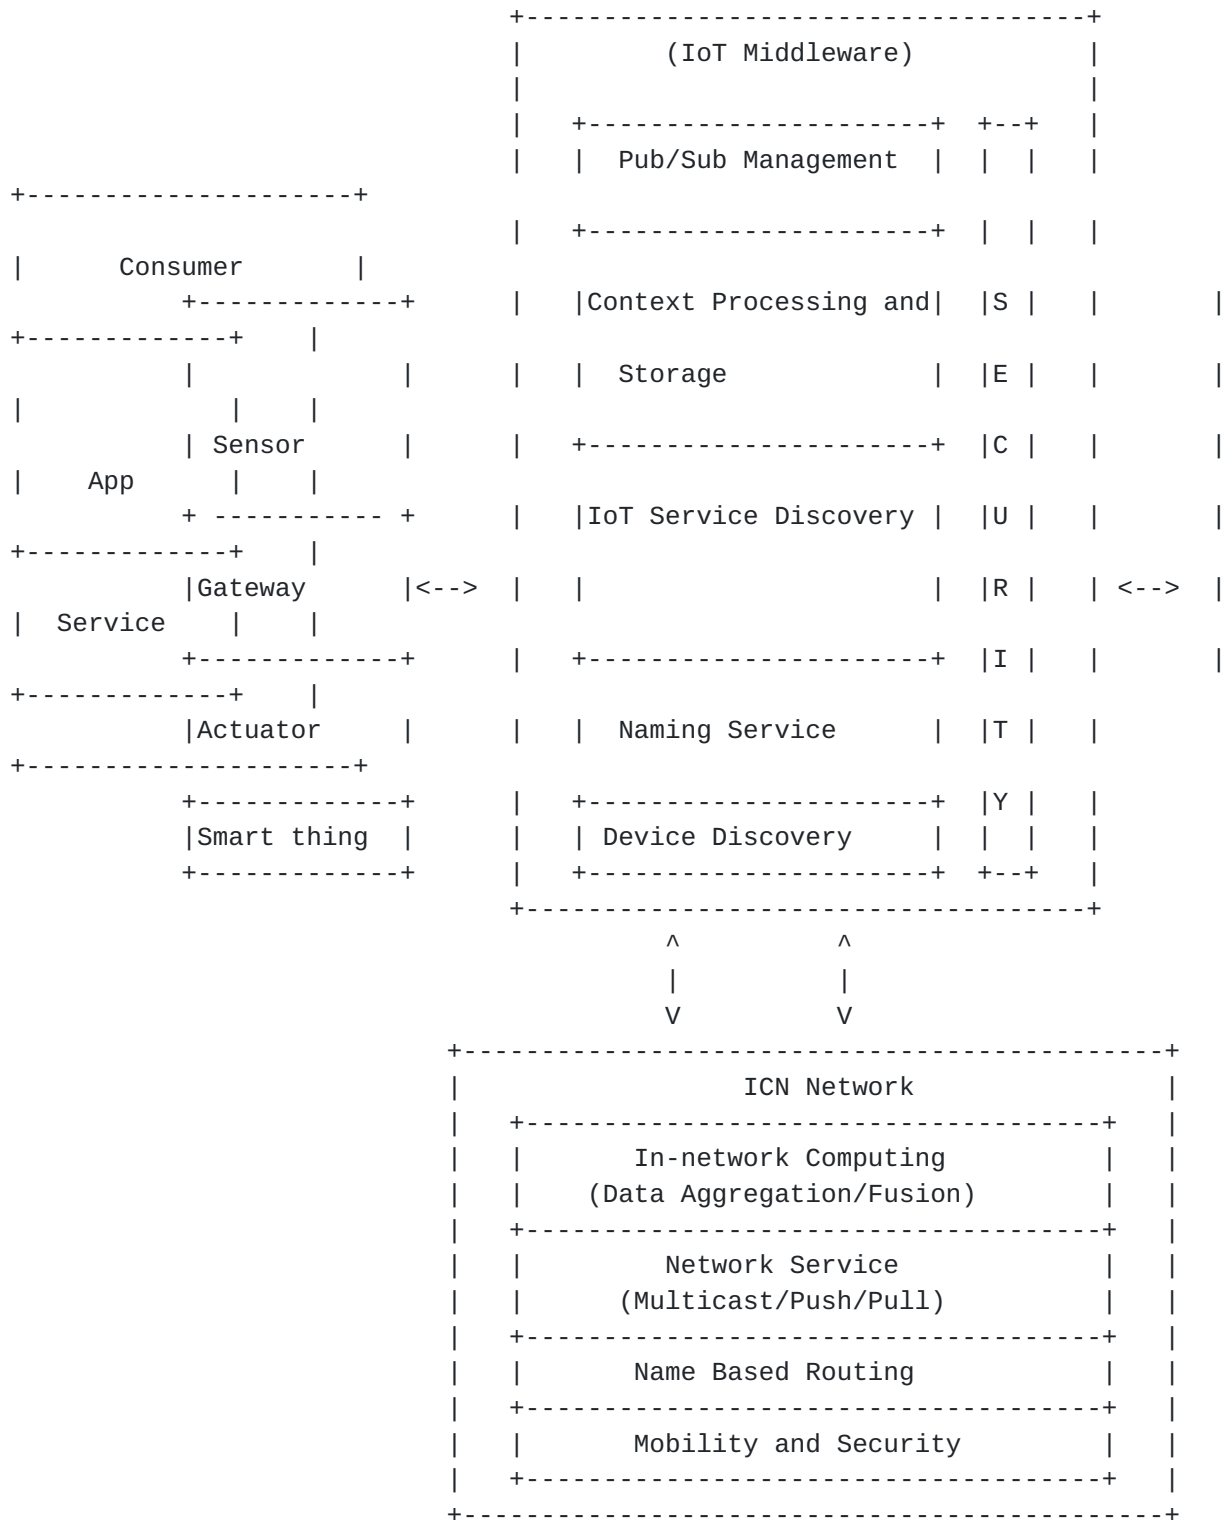 (IoT Middleware)
Pub/Sub Management
Consumer
Context Processing and S
Storage E
Sensor C
App
IoT Service Discovery U
Gateway <--> R <-->
Service
I
Actuator Naming Service T
Y
Smart thing Device Discovery
ICN Network
In-network Computing
(Data Aggregation/Fusion)
Network Service
(Multicast/Push/Pull)
Name Based Routing
Mobility and Security